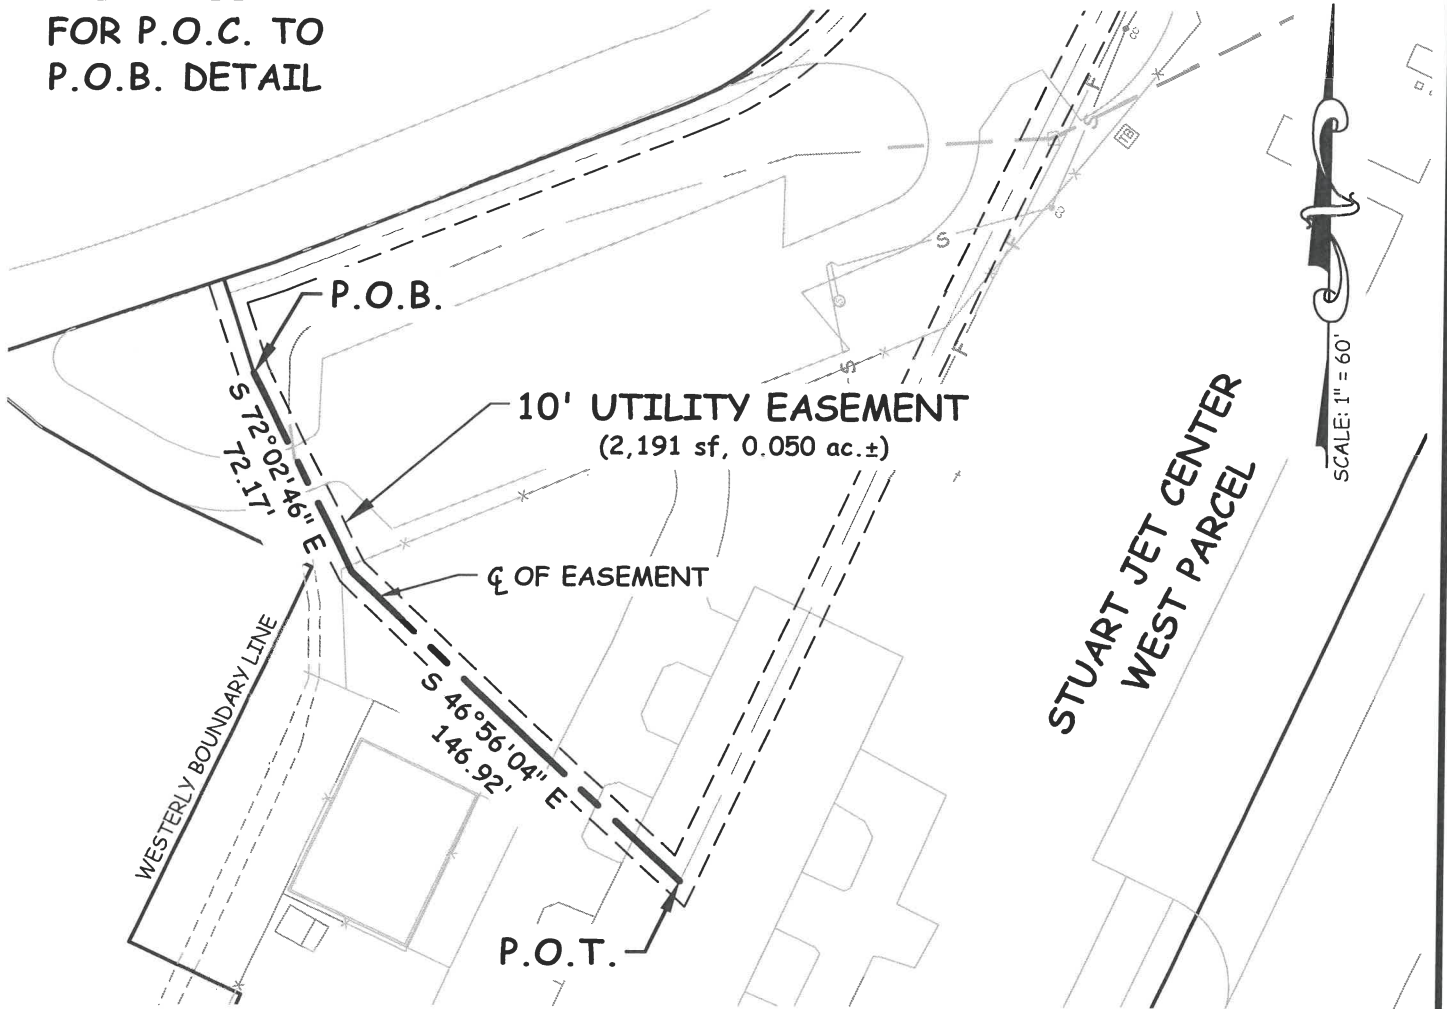 FOR P.O.C. TO
P.O.B. DETAIL
P.O.B.
10' UTILITY EASEMENT
(2,191 sf, 0.050 ac.±)
S 72°02'46" E
72.17'
℄ OF EASEMENT
S 46°56'04" E
146.92'
WESTERLY BOUNDARY LINE
P.O.T.
STUART JET CENTER
WEST PARCEL
SCALE: 1" = 60'
TB
S
F
S
F
S